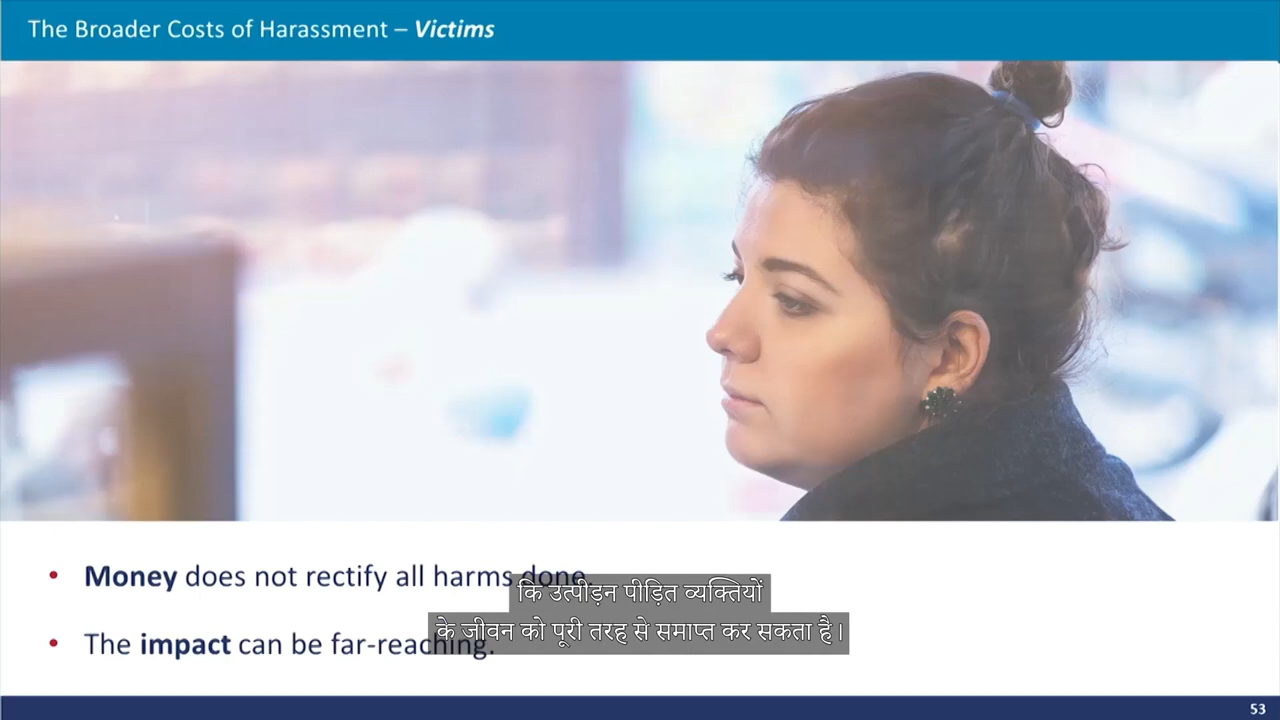 The Broader Costs of Harassment – Victims
• Money does not rectify all harms done.
• The impact can be far-reaching.
कि उत्पीड़न पीड़ित व्यक्तियों
के जीवन को पूरी तरह से समाप्त कर सकता है।
53